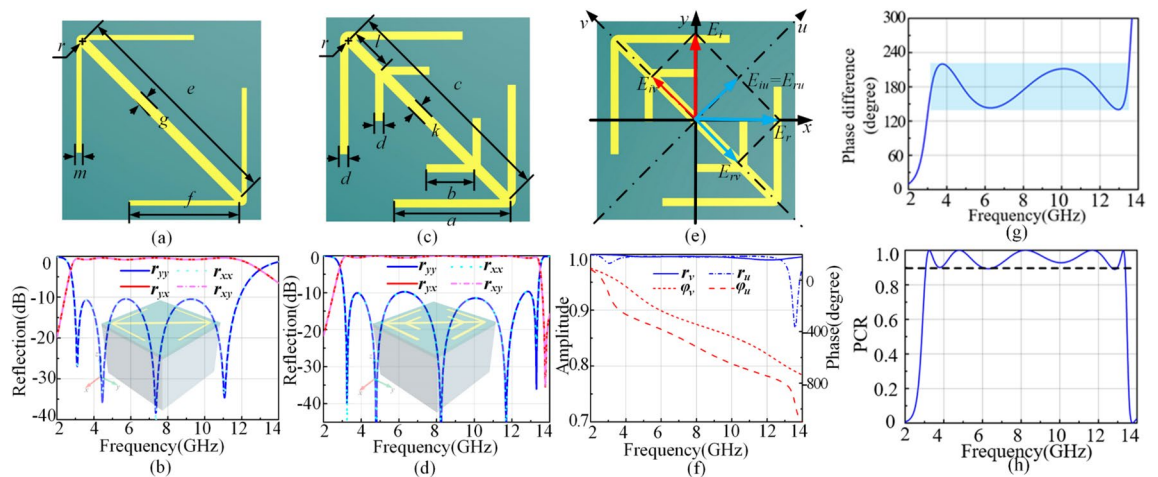 r
e
g
m
f
(a)
r
l
c
k
d
d
b
a
(c)
v
y
u
E_i
E_iv
E_iu=E_ru
x
E_r
E_rv
(e)
300
240
180
120
60
00
2 4 6 8 10 12 14
Phase difference
(degree)
Frequency(GHz)
(g)
0
-10
-20
-30
-40
Reflection(dB)
r_yy r_xx
r_yx r_xy
2 4 6 8 10 12 14
Frequency(GHz)
(b)
0
-10
-20
-30
-40
Reflection(dB)
r_yy r_xx
r_yx r_xy
2 4 6 8 10 12 14
Frequency(GHz)
(d)
1.0
0.9
0.8
0.7
Amplitude
r_v r_u
φ_v φ_u
0
-400
-800
Phase(degree)
2 4 6 8 10 12 14
Frequency(GHz)
(f)
1.0
0.8
0.6
0.4
0.2
0
PCR
2 4 6 8 10 12 14
Frequency(GHz)
(h)